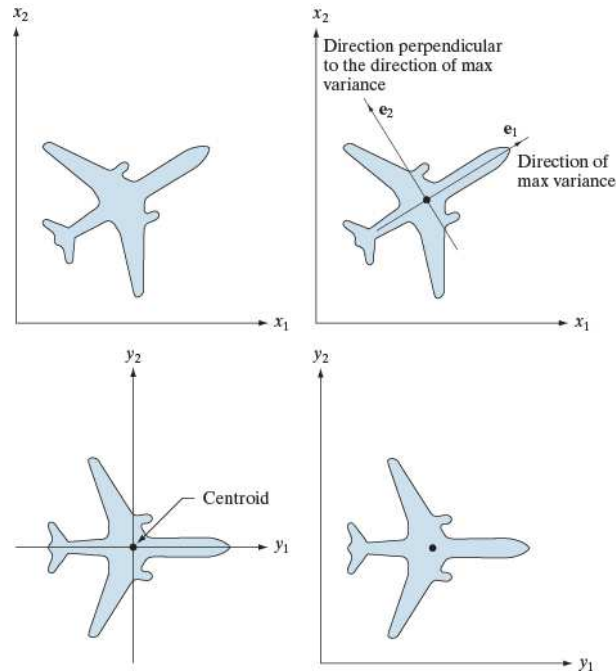 x2
x1
x2
Direction perpendicular
to the direction of max
variance
e2
e1
Direction of
max variance
x1
y2
Centroid
y1
y2
y1